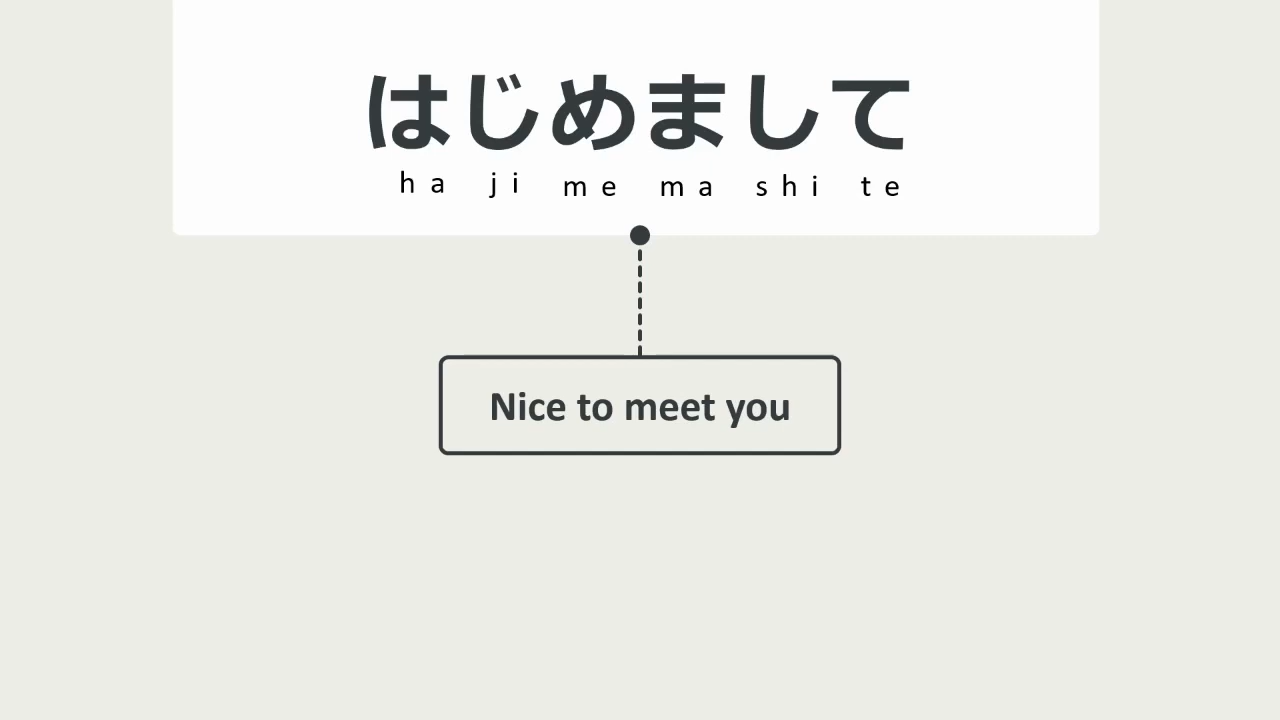 はじめまして
ha ji me ma shi te
Nice to meet you